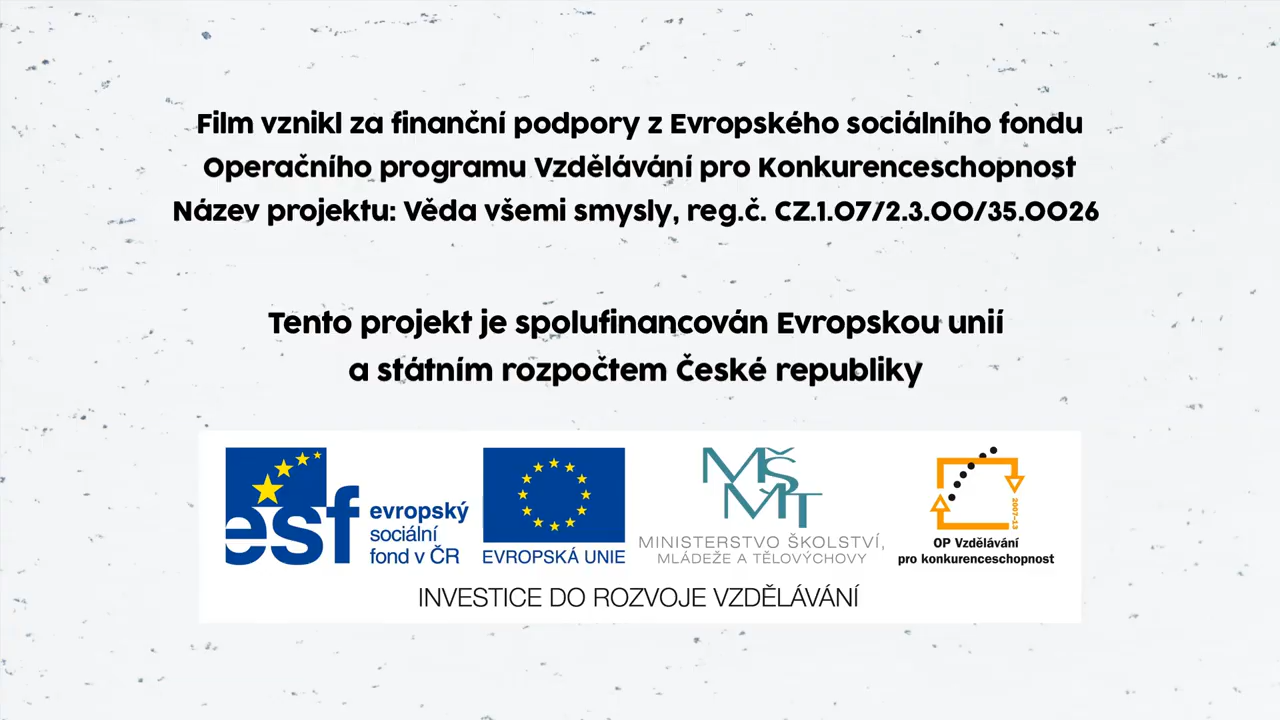 Film vznikl za finanční podpory z Evropského sociálního fondu
Operačního programu Vzdělávání pro Konkurenceschopnost
Název projektu: Věda všemi smysly, reg.č. CZ.1.07/2.3.00/35.0026
Tento projekt je spolufinancován Evropskou unií
a státním rozpočtem České republiky
esf
evropský
sociální
fond v ČR
EVROPSKÁ UNIE
MŠMT
MINISTERSTVO ŠKOLSTVÍ,
MLÁDEŽE A TĚLOVÝCHOVY
2007-13
OP Vzdělávání
pro konkurenceschopnost
INVESTICE DO ROZVOJE VZDĚLÁVÁNÍ